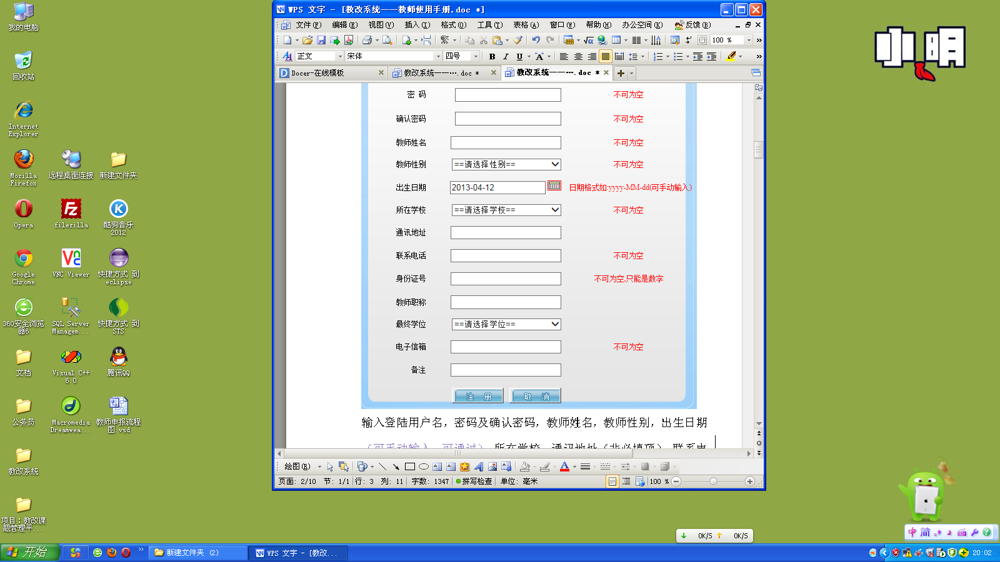 WPS 文字 - [教改系统——教师使用手册.doc *]
文件(F) 编辑(E) 视图(V) 插入(I) 格式(O) 工具(T) 表格(A) 窗口(W) 帮助(H) 办公空间(K) 反馈(B)
100 %
正文 宋体 四号
Docer-在线模板 教改系统——….doc * 教改系统——….doc *
密 码 不可为空
确认密码 不可为空
教师姓名 不可为空
教师性别 ==请选择性别== 不可为空
出生日期 2013-04-12 日期格式如:yyyy-MM-dd(可手动输入)
所在学校 ==请选择学校== 不可为空
通讯地址
联系电话 不可为空
身份证号 不可为空,只能是数字
教师职称
最终学位 ==请选择学位==
电子信箱 不可为空
备注
注 册 取 消
输入登陆用户名，密码及确认密码，教师姓名，教师性别，出生日期
（可手动输入，可通过），所在学校，通讯地址（非必填项），联系电
绘图(R)
页面: 2/10 节: 1/1 行: 3 列: 11 字数: 1347 拼写检查 单位: 毫米 100 %
我的电脑
回收站
Internet
Explorer
Mozilla
Firefox
远程桌面连接
新建文件夹
Opera
filezilla
酷狗音乐
2012
Google
Chrome
VNC Viewer
快捷方式 到
eclipse
360安全浏览
器6
SQL Server
Managem...
快捷方式 到
STS
文档
Visual C++
6.0
腾讯QQ
公务员
Macromedia
Dreamwea...
教师申报流程
图.vsd
教改系统
项目：教改课
题管理平...
小明
0K/S 0K/S
中 简
开始 新建文件夹 (2) WPS 文字 - [教改... 20:02